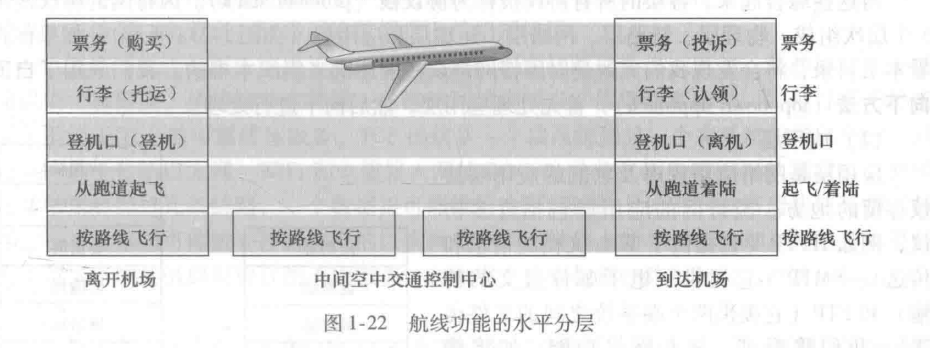 票务（购买） 票务（投诉） 票务
行李（托运） 行李（认领） 行李
登机口（登机） 登机口（离机） 登机口
从跑道起飞 从跑道着陆 起飞/着陆
按路线飞行 按路线飞行 按路线飞行 按路线飞行 按路线飞行
离开机场 中间空中交通控制中心 到达机场
图 1-22 航线功能的水平分层